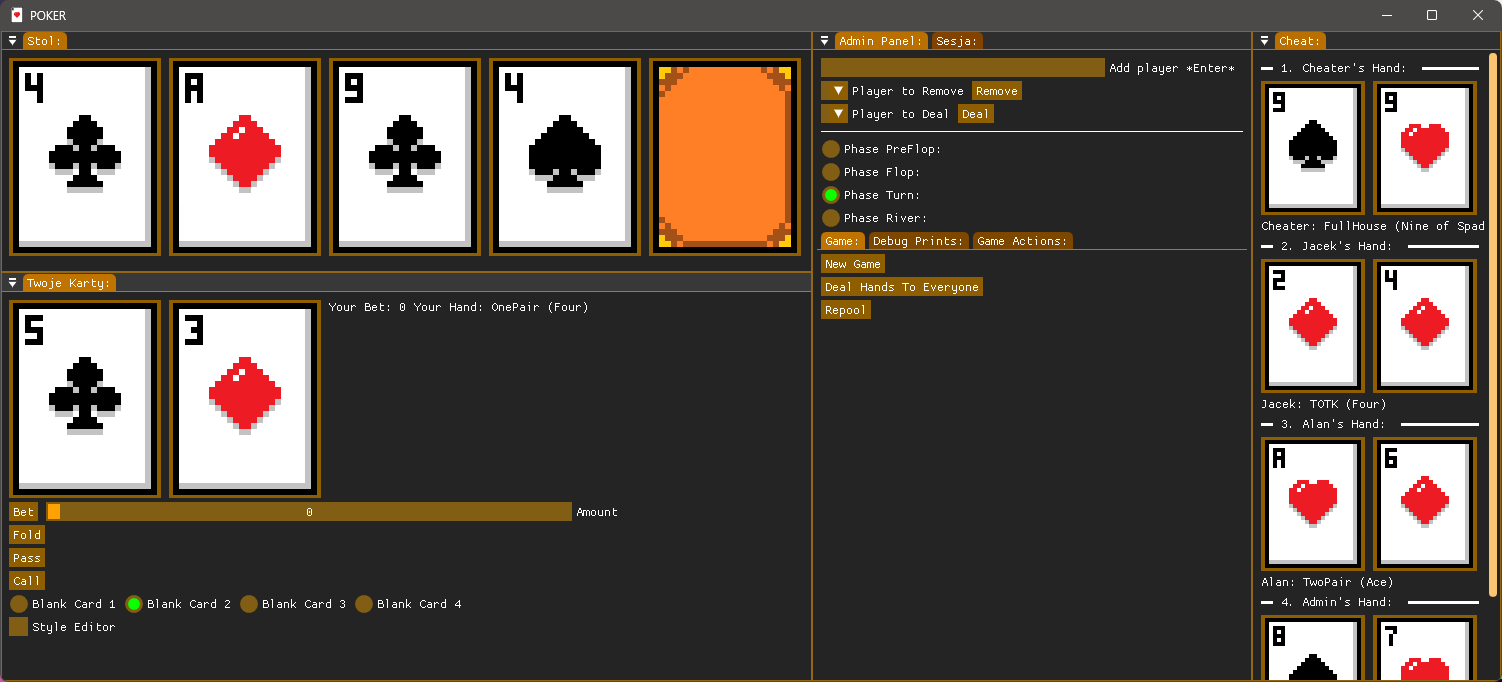 POKER
Stol:
4
A
9
4
Twoje Karty:
5
3
Your Bet: 0 Your Hand: OnePair (Four)
Bet
0
Amount
Fold
Pass
Call
Blank Card 1
Blank Card 2
Blank Card 3
Blank Card 4
Style Editor
Admin Panel:
Sesja:
Add player *Enter*
Player to Remove
Remove
Player to Deal
Deal
Phase PreFlop:
Phase Flop:
Phase Turn:
Phase River:
Game:
Debug Prints:
Game Actions:
New Game
Deal Hands To Everyone
Repool
Cheat:
1. Cheater's Hand:
9
9
Cheater: FullHouse (Nine of Spad
2. Jacek's Hand:
2
4
Jacek: TOTK (Four)
3. Alan's Hand:
A
6
Alan: TwoPair (Ace)
4. Admin's Hand:
8
7